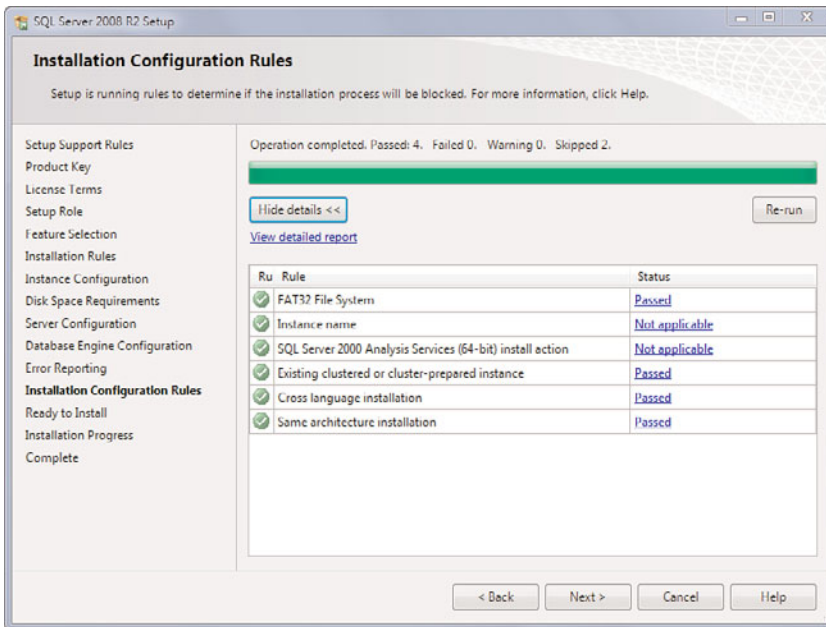 SQL Server 2008 R2 Setup
Installation Configuration Rules
Setup is running rules to determine if the installation process will be blocked. For more information, click Help.
Setup Support Rules
Product Key
License Terms
Setup Role
Feature Selection
Installation Rules
Instance Configuration
Disk Space Requirements
Server Configuration
Database Engine Configuration
Error Reporting
Installation Configuration Rules
Ready to Install
Installation Progress
Complete
Operation completed. Passed: 4. Failed 0. Warning 0. Skipped 2.
Hide details <<
Re-run
View detailed report
Ru Rule Status
FAT32 File System Passed
Instance name Not applicable
SQL Server 2000 Analysis Services (64-bit) install action Not applicable
Existing clustered or cluster-prepared instance Passed
Cross language installation Passed
Same architecture installation Passed
< Back Next > Cancel Help